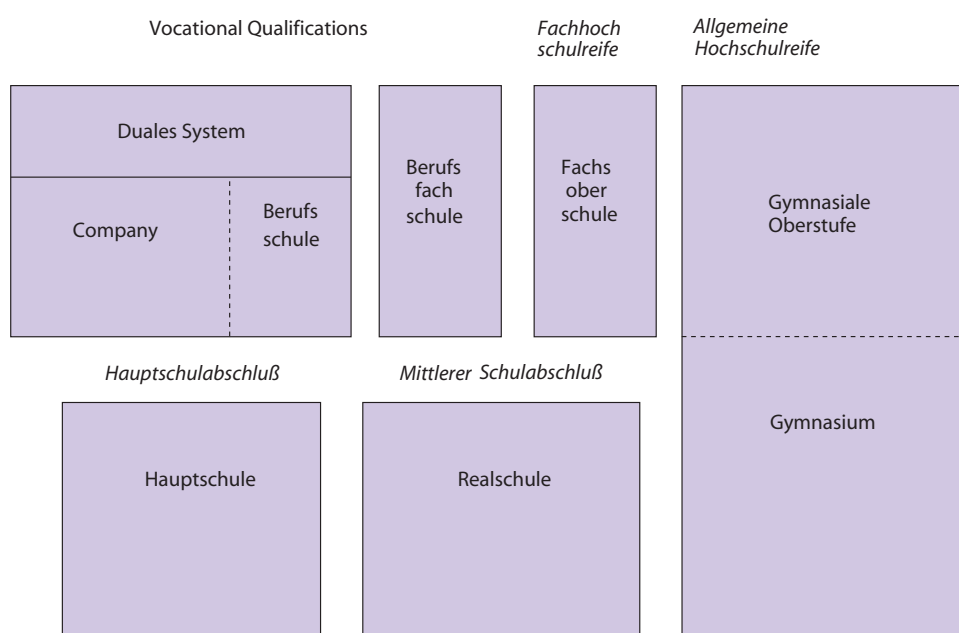 Vocational Qualifications
Fachhoch
schulreife
Allgemeine
Hochschulreife
Duales System
Company
Berufs
schule
Berufs
fach
schule
Fachs
ober
schule
Gymnasiale
Oberstufe
Hauptschulabschluß
Mittlerer Schulabschluß
Gymnasium
Hauptschule
Realschule